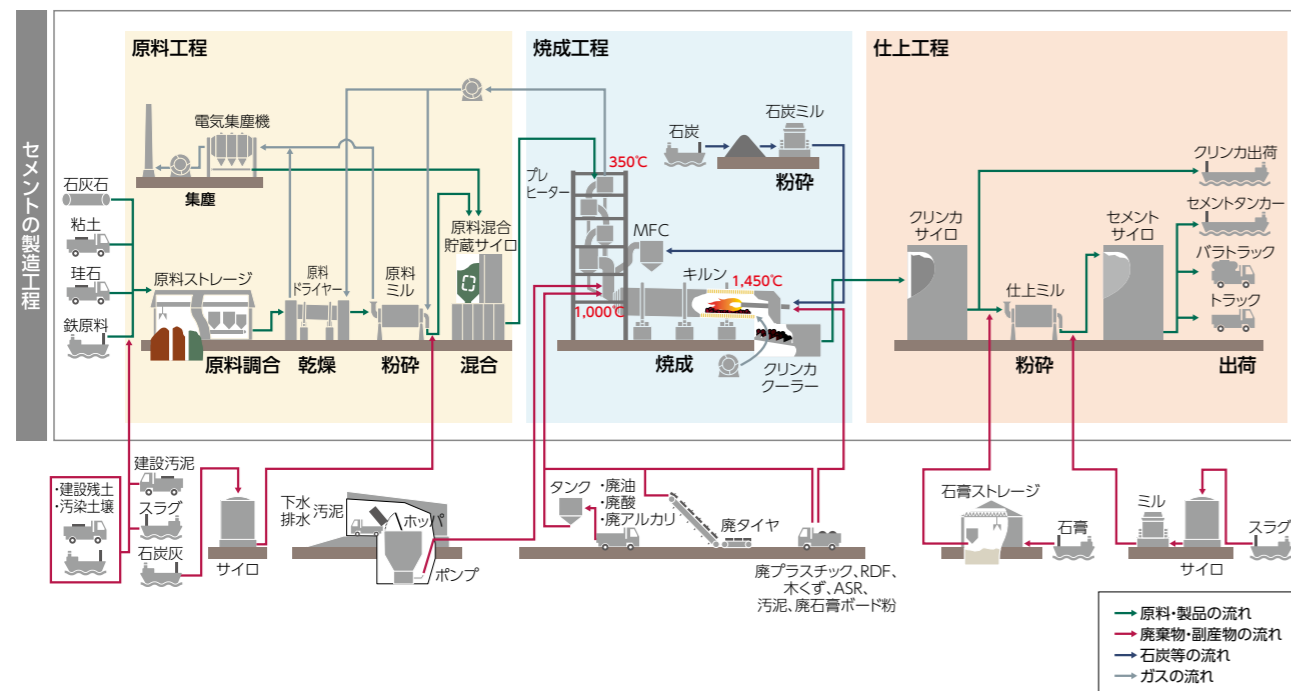 セメントの製造工程
原料工程
焼成工程
仕上工程
電気集塵機
集塵
石灰石
粘土
珪石
鉄原料
原料ストレージ
原料
ドライヤー
原料
ミル
原料混合
貯蔵サイロ
原料調合
乾燥
粉砕
混合
プレ
ヒーター
350℃
1,000℃
MFC
キルン
1,450℃
石炭
石炭ミル
粉砕
焼成
クリンカ
クーラー
クリンカ
サイロ
仕上ミル
粉砕
セメント
サイロ
クリンカ出荷
セメントタンカー
バラトラック
トラック
出荷
・建設残土
・汚染土壌
建設汚泥
スラグ
石炭灰
サイロ
下水
排水
汚泥
ホッパ
ポンプ
タンク
・廃油
・廃酸
・廃アルカリ
廃タイヤ
廃プラスチック、RDF、
木くず、ASR、
汚泥、廃石膏ボード粉
石膏ストレージ
石膏
ミル
サイロ
スラグ
原料・製品の流れ
廃棄物・副産物の流れ
石炭等の流れ
ガスの流れ